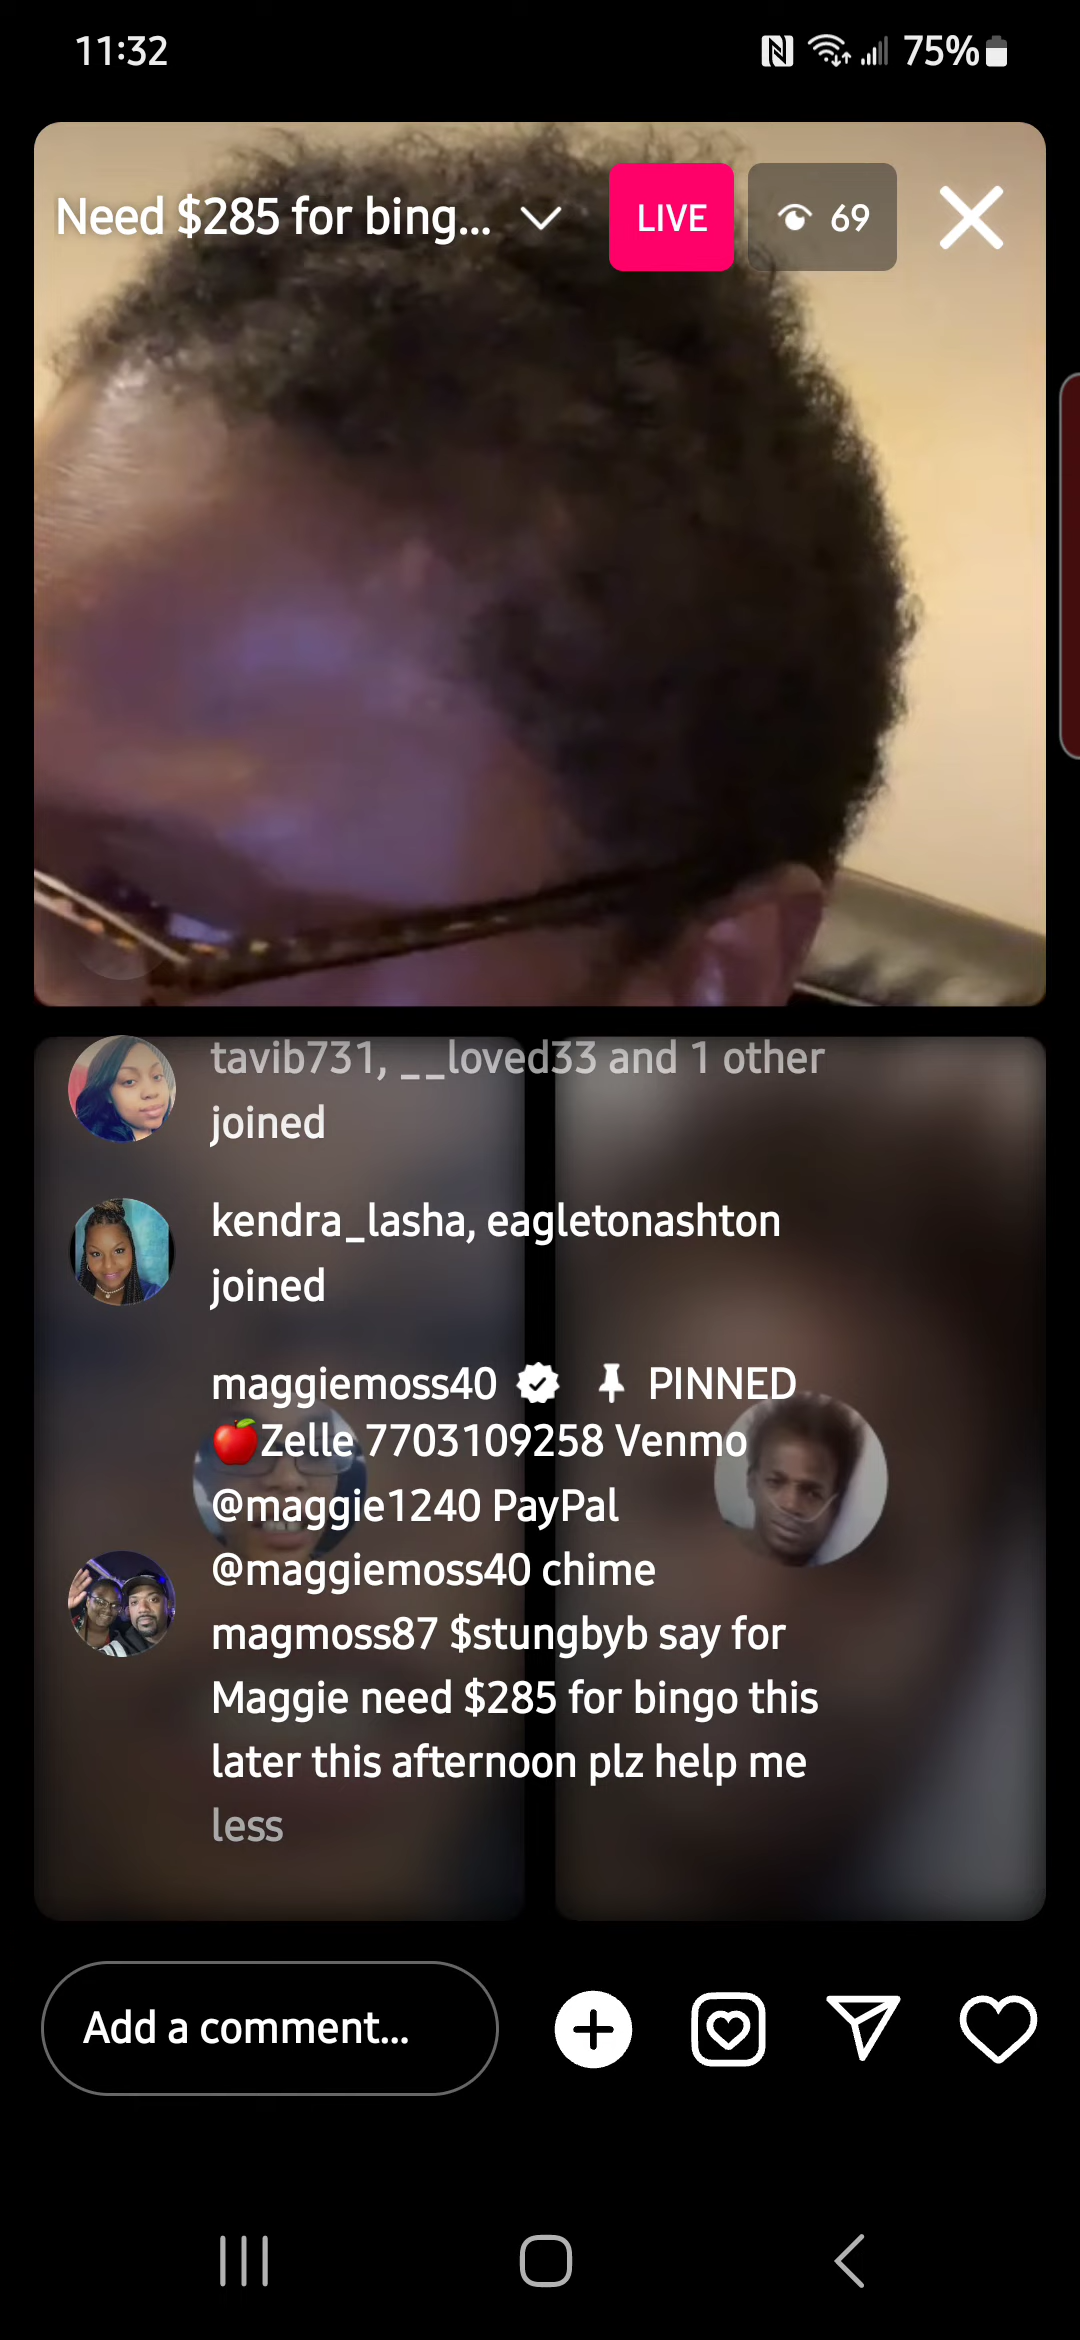 11:32
75%
Need $285 for bing...
LIVE
69
tavib731, __loved33 and 1 other
joined
kendra_lasha, eagletonashton
joined
maggiemoss40 PINNED
🍎Zelle 7703109258 Venmo
@maggie1240 PayPal
@maggiemoss40 chime
magmoss87 $stungbyb say for
Maggie need $285 for bingo this
later this afternoon plz help me
less
Add a comment...